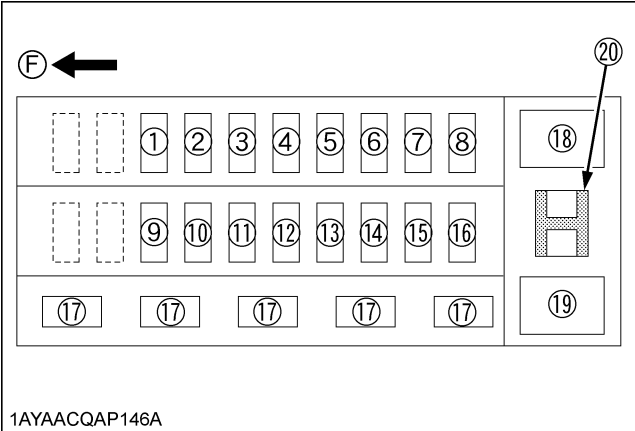 Ⓕ ⑳
① ② ③ ④ ⑤ ⑥ ⑦ ⑧ ⑱
⑨ ⑩ ⑪ ⑫ ⑬ ⑭ ⑮ ⑯
⑰ ⑰ ⑰ ⑰ ⑰ ⑲
1AYAACQAP146A